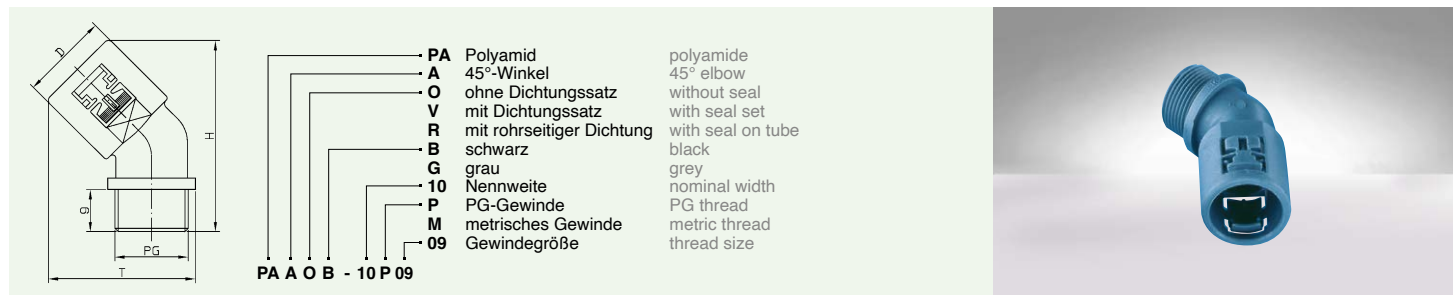 D
H
g
PG
T
PA Polyamid polyamide
A 45°-Winkel 45° elbow
O ohne Dichtungssatz without seal
V mit Dichtungssatz with seal set
R mit rohrseitiger Dichtung with seal on tube
B schwarz black
G grau grey
10 Nennweite nominal width
P PG-Gewinde PG thread
M metrisches Gewinde metric thread
09 Gewindegröße thread size
PA A O B - 10 P 09